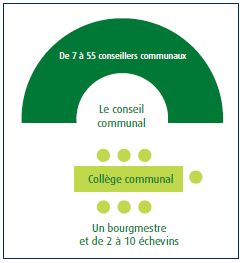 De 7 à 55 conseillers communaux
Le conseil
communal
Collège communal
Un bourgmestre
et de 2 à 10 échevins